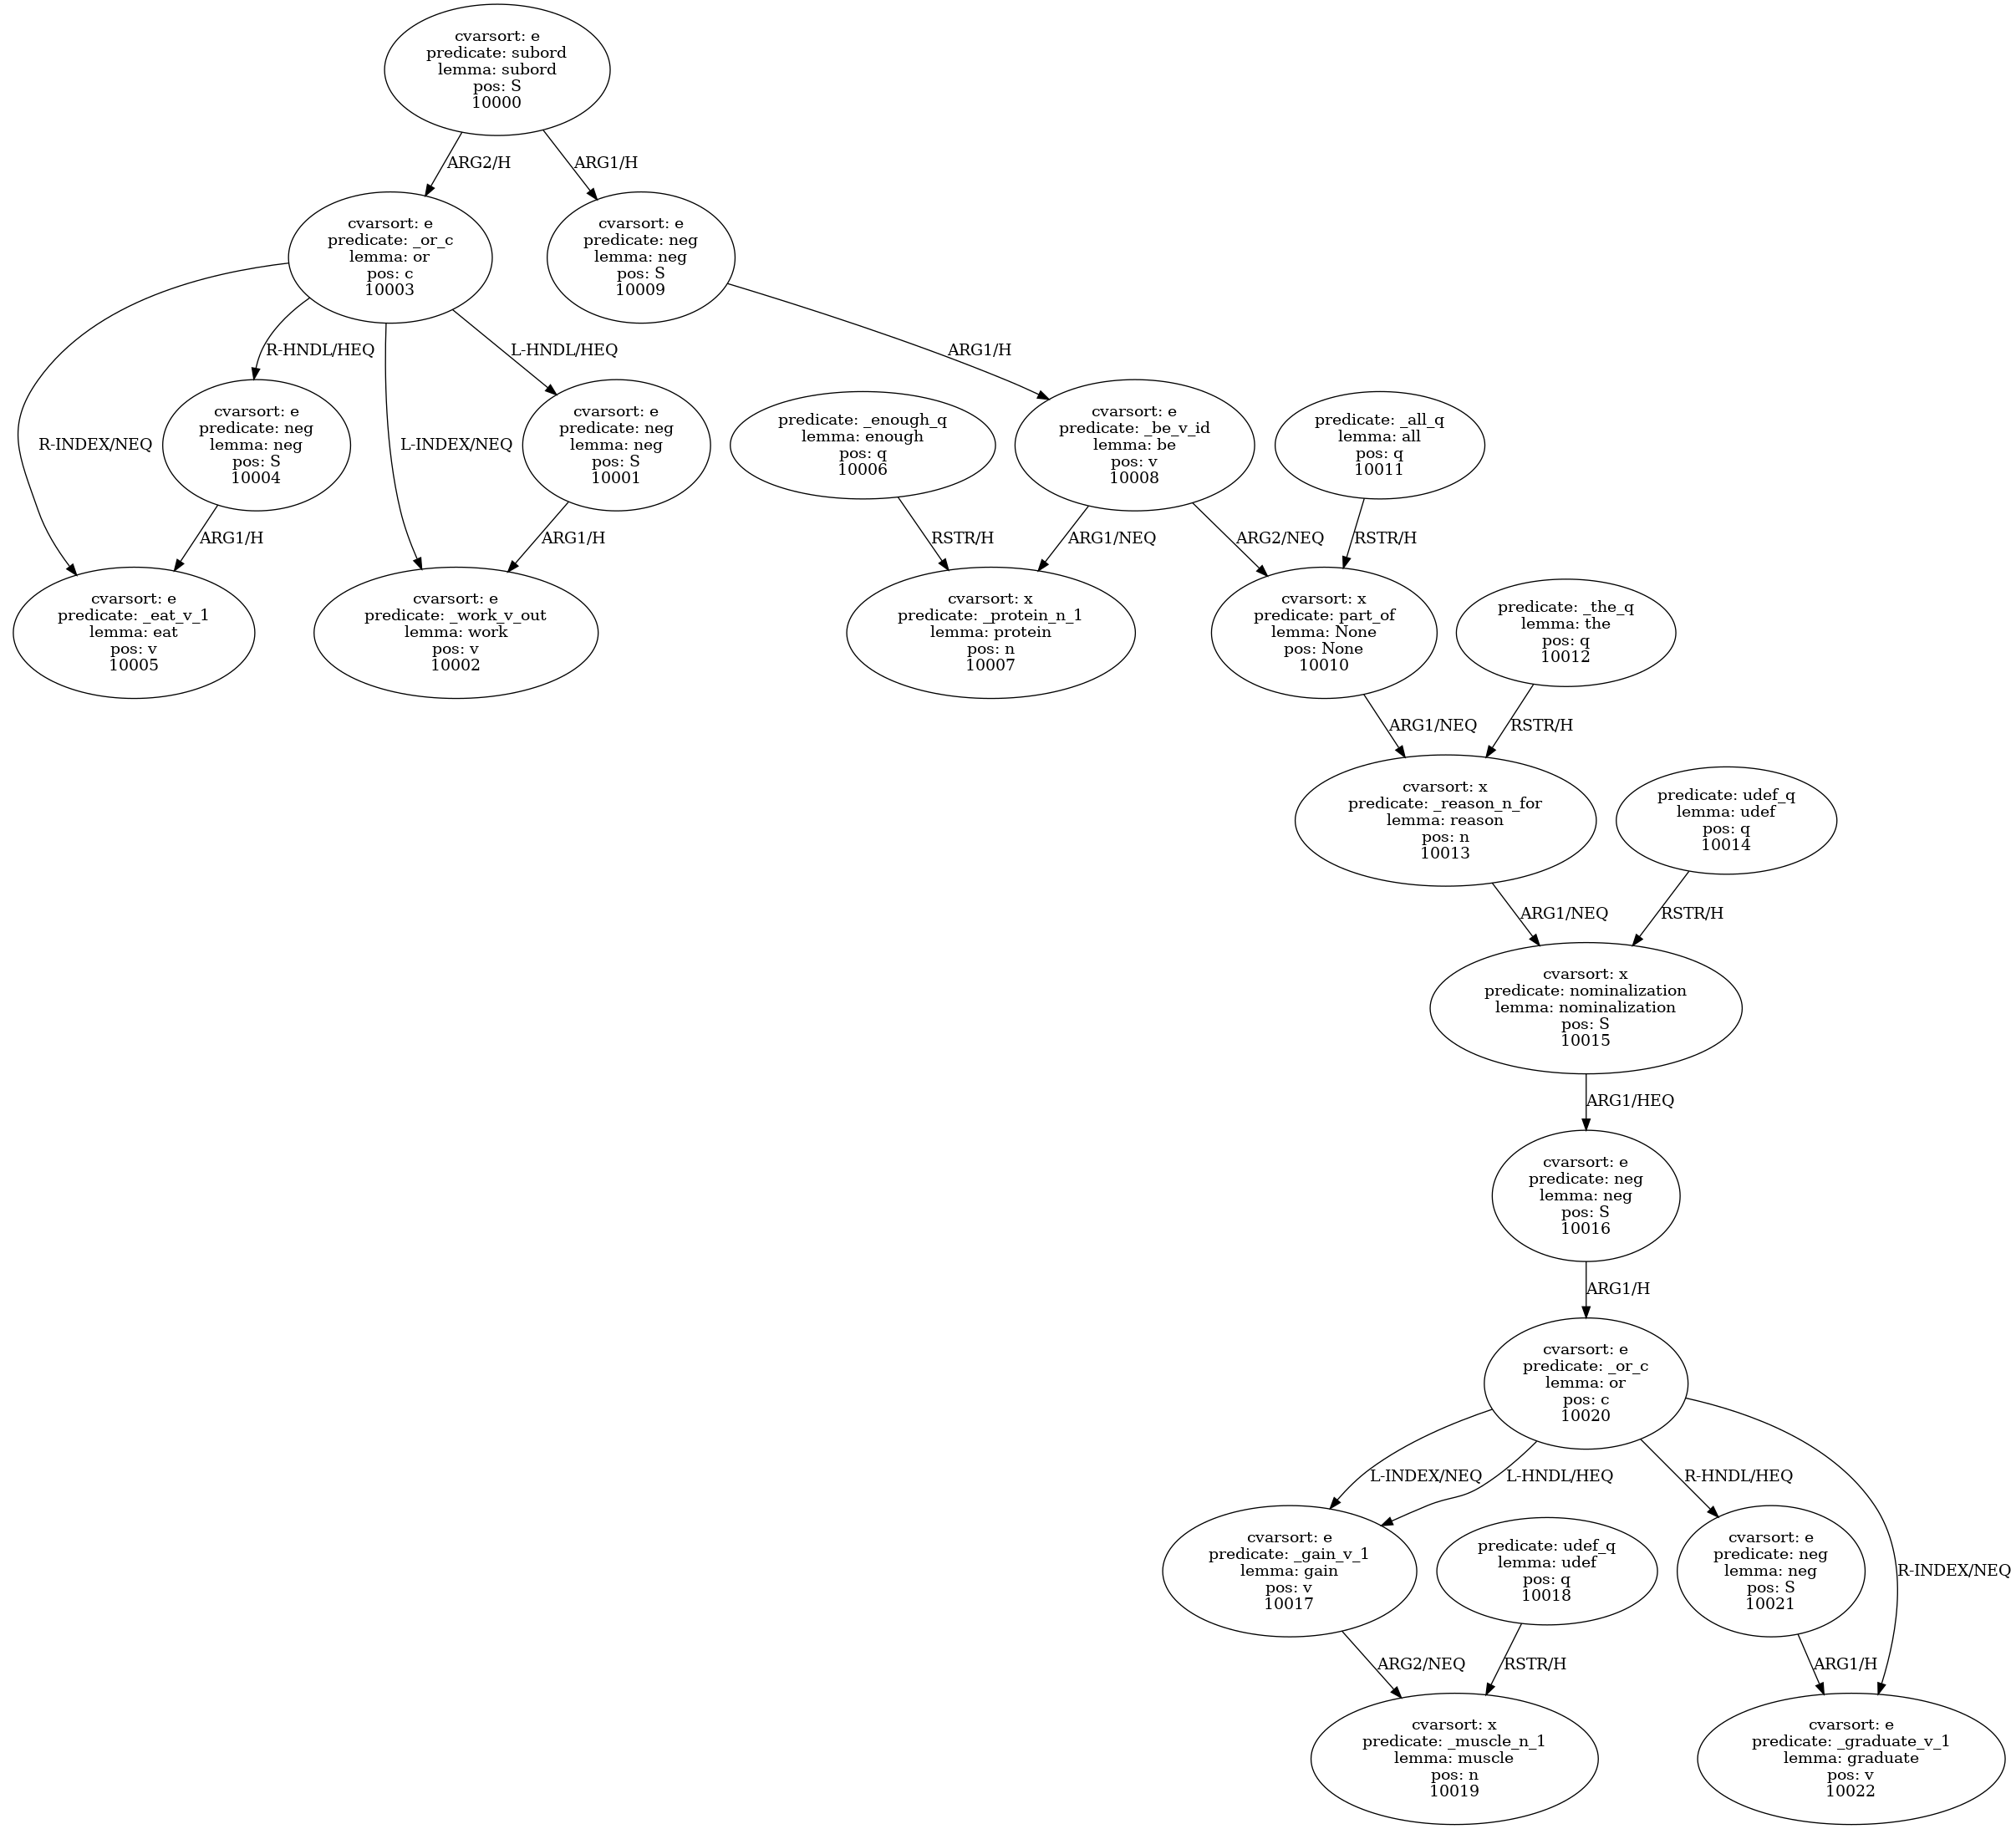 cvarsort: e
predicate: subord
lemma: subord
pos: S
10000
ARG2/H
ARG1/H
cvarsort: e
predicate: _or_c
lemma: or
pos: c
10003
cvarsort: e
predicate: neg
lemma: neg
pos: S
10009
R-HNDL/HEQ
L-HNDL/HEQ
ARG1/H
R-INDEX/NEQ
cvarsort: e
predicate: neg
lemma: neg
pos: S
10004
L-INDEX/NEQ
cvarsort: e
predicate: neg
lemma: neg
pos: S
10001
predicate: _enough_q
lemma: enough
pos: q
10006
cvarsort: e
predicate: _be_v_id
lemma: be
pos: v
10008
predicate: _all_q
lemma: all
pos: q
10011
ARG1/H
ARG1/H
RSTR/H
ARG1/NEQ
ARG2/NEQ
RSTR/H
cvarsort: e
predicate: _eat_v_1
lemma: eat
pos: v
10005
cvarsort: e
predicate: _work_v_out
lemma: work
pos: v
10002
cvarsort: x
predicate: _protein_n_1
lemma: protein
pos: n
10007
cvarsort: x
predicate: part_of
lemma: None
pos: None
10010
predicate: _the_q
lemma: the
pos: q
10012
ARG1/NEQ
RSTR/H
cvarsort: x
predicate: _reason_n_for
lemma: reason
pos: n
10013
predicate: udef_q
lemma: udef
pos: q
10014
ARG1/NEQ
RSTR/H
cvarsort: x
predicate: nominalization
lemma: nominalization
pos: S
10015
ARG1/HEQ
cvarsort: e
predicate: neg
lemma: neg
pos: S
10016
ARG1/H
cvarsort: e
predicate: _or_c
lemma: or
pos: c
10020
L-INDEX/NEQ
L-HNDL/HEQ
R-HNDL/HEQ
cvarsort: e
predicate: _gain_v_1
lemma: gain
pos: v
10017
predicate: udef_q
lemma: udef
pos: q
10018
cvarsort: e
predicate: neg
lemma: neg
pos: S
10021
R-INDEX/NEQ
ARG2/NEQ
RSTR/H
ARG1/H
cvarsort: x
predicate: _muscle_n_1
lemma: muscle
pos: n
10019
cvarsort: e
predicate: _graduate_v_1
lemma: graduate
pos: v
10022